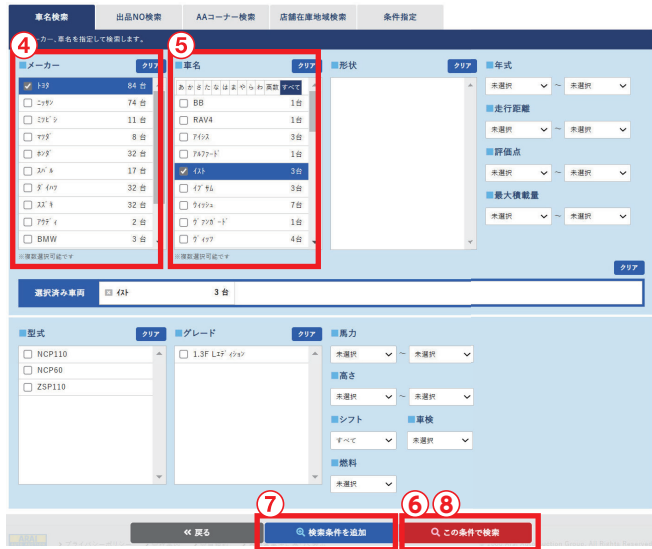 車名検索 出品NO検索 AAコーナー検索 店舗在庫地域検索 条件指定
カー、車名を指定して検索します。
④ ⑤
■メーカー クリア ■車名 クリア ■形状 クリア ■年式
トヨタ 84 台
ニッサン 74 台
ミツビシ 11 台
マツダ 8 台
ホンダ 32 台
スバル 17 台
ダイハツ 32 台
スズキ 32 台
アウディ 2 台
BMW 3 台
※複数選択可能です
あ か さ た な は ま や ら わ 英数 すべて
BB 1台
RAV4 1台
アイシス 3台
アルファード 1台
イスト 3台
イプサム 3台
ウィッシュ 7台
ヴァンガード 1台
ヴィッツ 4台
※複数選択可能です
未選択 ～ 未選択
■走行距離
未選択 ～ 未選択
■評価点
未選択 ～ 未選択
■最大積載量
未選択 ～ 未選択
クリア
選択済み車両 イスト 3 台
■型式 クリア ■グレード クリア ■馬力
NCP110
NCP60
ZSP110
1.3F Lエディション
未選択 ～ 未選択
■高さ
未選択 ～ 未選択
■シフト ■車検
すべて 未選択
■燃料
未選択
⑦ ⑥⑧
≪ 戻る 検索条件を追加 この条件で検索